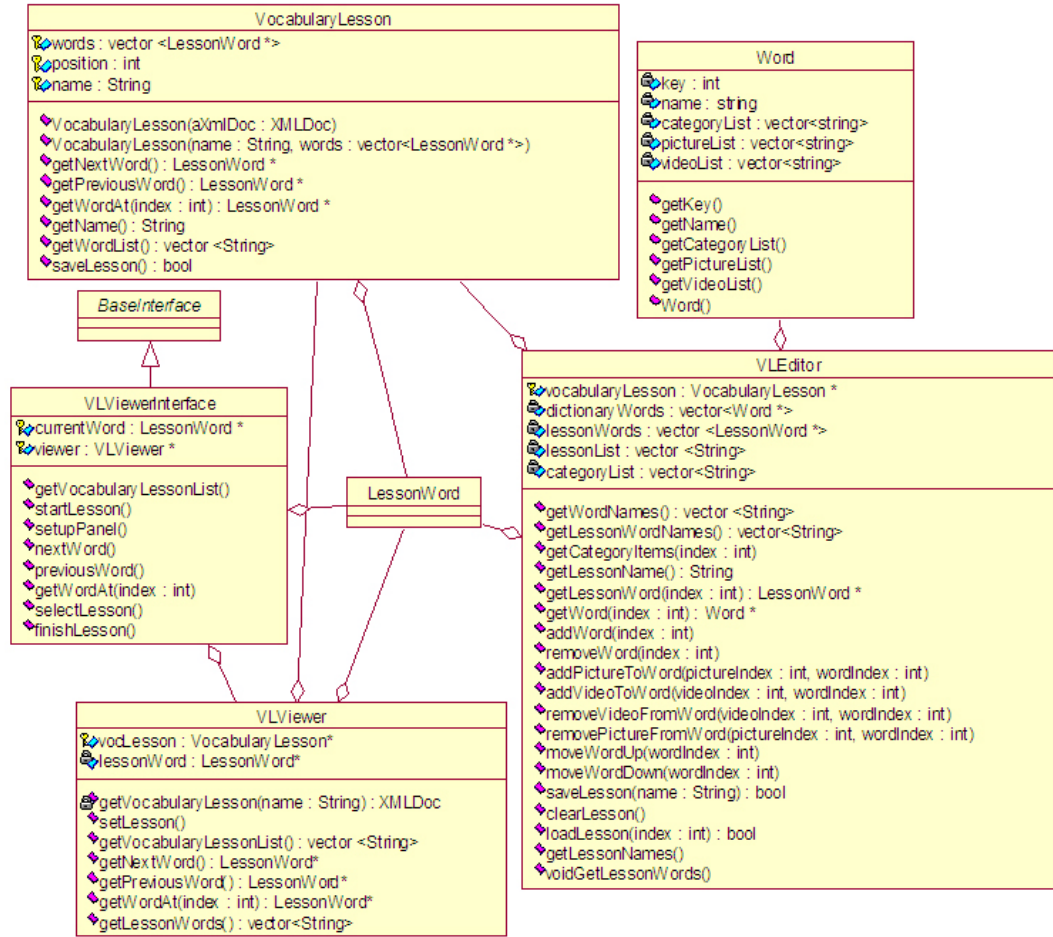 VocabularyLesson
words : vector <LessonWord *>
position : int
name : String
VocabularyLesson(aXmlDoc : XMLDoc)
VocabularyLesson(name : String, words : vector<LessonWord *>)
getNextWord() : LessonWord *
getPreviousWord() : LessonWord *
getWordAt(index : int) : LessonWord *
getName() : String
getWordList() : vector <String>
saveLesson() : bool
Word
key : int
name : string
categoryList : vector<string>
pictureList : vector<string>
videoList : vector<string>
getKey()
getName()
getCategoryList()
getPictureList()
getVideoList()
Word()
BaseInterface
VLViewerInterface
currentWord : LessonWord *
viewer : VLViewer *
getVocabularyLessonList()
startLesson()
setupPanel()
nextWord()
previousWord()
getWordAt(index : int)
selectLesson()
finishLesson()
LessonWord
VLEditor
vocabularyLesson : VocabularyLesson *
dictionaryWords : vector<Word *>
lessonWords : vector <LessonWord *>
lessonList : vector <String>
categoryList : vector<String>
getWordNames() : vector <String>
getLessonWordNames() : vector<String>
getCategoryItems(index : int)
getLessonName() : String
getLessonWord(index : int) : LessonWord *
getWord(index : int) : Word *
addWord(index : int)
removeWord(index : int)
addPictureToWord(pictureIndex : int, wordIndex : int)
addVideoToWord(videoIndex : int, wordIndex : int)
removeVideoFromWord(videoIndex : int, wordIndex : int)
removePictureFromWord(pictureIndex : int, wordIndex : int)
moveWordUp(wordIndex : int)
moveWordDown(wordIndex : int)
saveLesson(name : String) : bool
clearLesson()
loadLesson(index : int) : bool
getLessonNames()
voidGetLessonWords()
VLViewer
vocLesson : VocabularyLesson*
lessonWord : LessonWord*
getVocabularyLesson(name : String) : XMLDoc
setLesson()
getVocabularyLessonList() : vector <String>
getNextWord() : LessonWord*
getPreviousWord() : LessonWord*
getWordAt(index : int) : LessonWord*
getLessonWords() : vector<String>